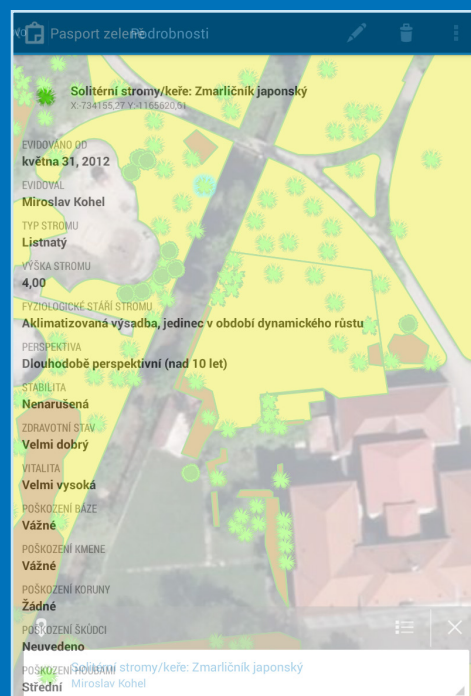 Pasport zeleně
Podrobnosti
Solitérní stromy/keře: Zmarličník japonský
X:-734155,27 Y:-1165620,51
EVIDOVÁNO OD
května 31, 2012
EVIDOVAL
Miroslav Kohel
TYP STROMU
Listnatý
VÝŠKA STROMU
4,00
FYZIOLOGICKÉ STÁŘÍ STROMU
Aklimatizovaná výsadba, jedinec v období dynamického růstu
PERSPEKTIVA
Dlouhodobě perspektivní (nad 10 let)
STABILITA
Nenarušená
ZDRAVOTNÍ STAV
Velmi dobrý
VITALITA
Velmi vysoká
POŠKOZENÍ BÁZE
Vážné
POŠKOZENÍ KMENE
Vážné
POŠKOZENÍ KORUNY
Žádné
POŠKOZENÍ ŠKŮDCI
Neuvedeno
POŠKOZENÍ HOUBAMI
Solitérní stromy/keře: Zmarličník japonský
Střední
Miroslav Kohel